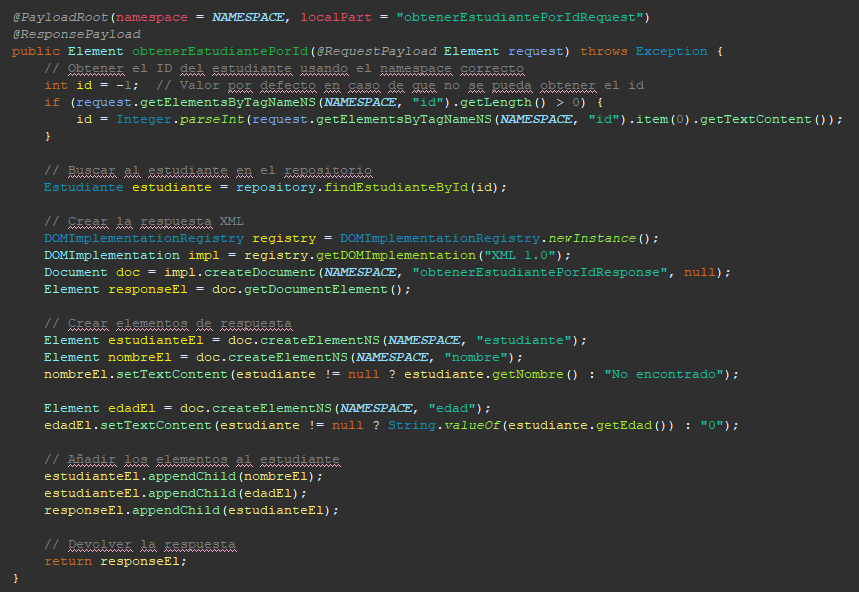 @PayloadRoot(namespace = NAMESPACE, localPart = "obtenerEstudiantePorIdRequest")
@ResponsePayload
public Element obtenerEstudiantePorId(@RequestPayload Element request) throws Exception {
    // Obtener el ID del estudiante usando el namespace correcto
    int id = -1;  // Valor por defecto en caso de que no se pueda obtener el id
    if (request.getElementsByTagNameNS(NAMESPACE, "id").getLength() > 0) {
        id = Integer.parseInt(request.getElementsByTagNameNS(NAMESPACE, "id").item(0).getTextContent());
    }

    // Buscar al estudiante en el repositorio
    Estudiante estudiante = repository.findEstudianteById(id);

    // Crear la respuesta XML
    DOMImplementationRegistry registry = DOMImplementationRegistry.newInstance();
    DOMImplementation impl = registry.getDOMImplementation("XML 1.0");
    Document doc = impl.createDocument(NAMESPACE, "obtenerEstudiantePorIdResponse", null);
    Element responseEl = doc.getDocumentElement();

    // Crear elementos de respuesta
    Element estudianteEl = doc.createElementNS(NAMESPACE, "estudiante");
    Element nombreEl = doc.createElementNS(NAMESPACE, "nombre");
    nombreEl.setTextContent(estudiante != null ? estudiante.getNombre() : "No encontrado");

    Element edadEl = doc.createElementNS(NAMESPACE, "edad");
    edadEl.setTextContent(estudiante != null ? String.valueOf(estudiante.getEdad()) : "0");

    // Añadir los elementos al estudiante
    estudianteEl.appendChild(nombreEl);
    estudianteEl.appendChild(edadEl);
    responseEl.appendChild(estudianteEl);

    // Devolver la respuesta
    return responseEl;
}